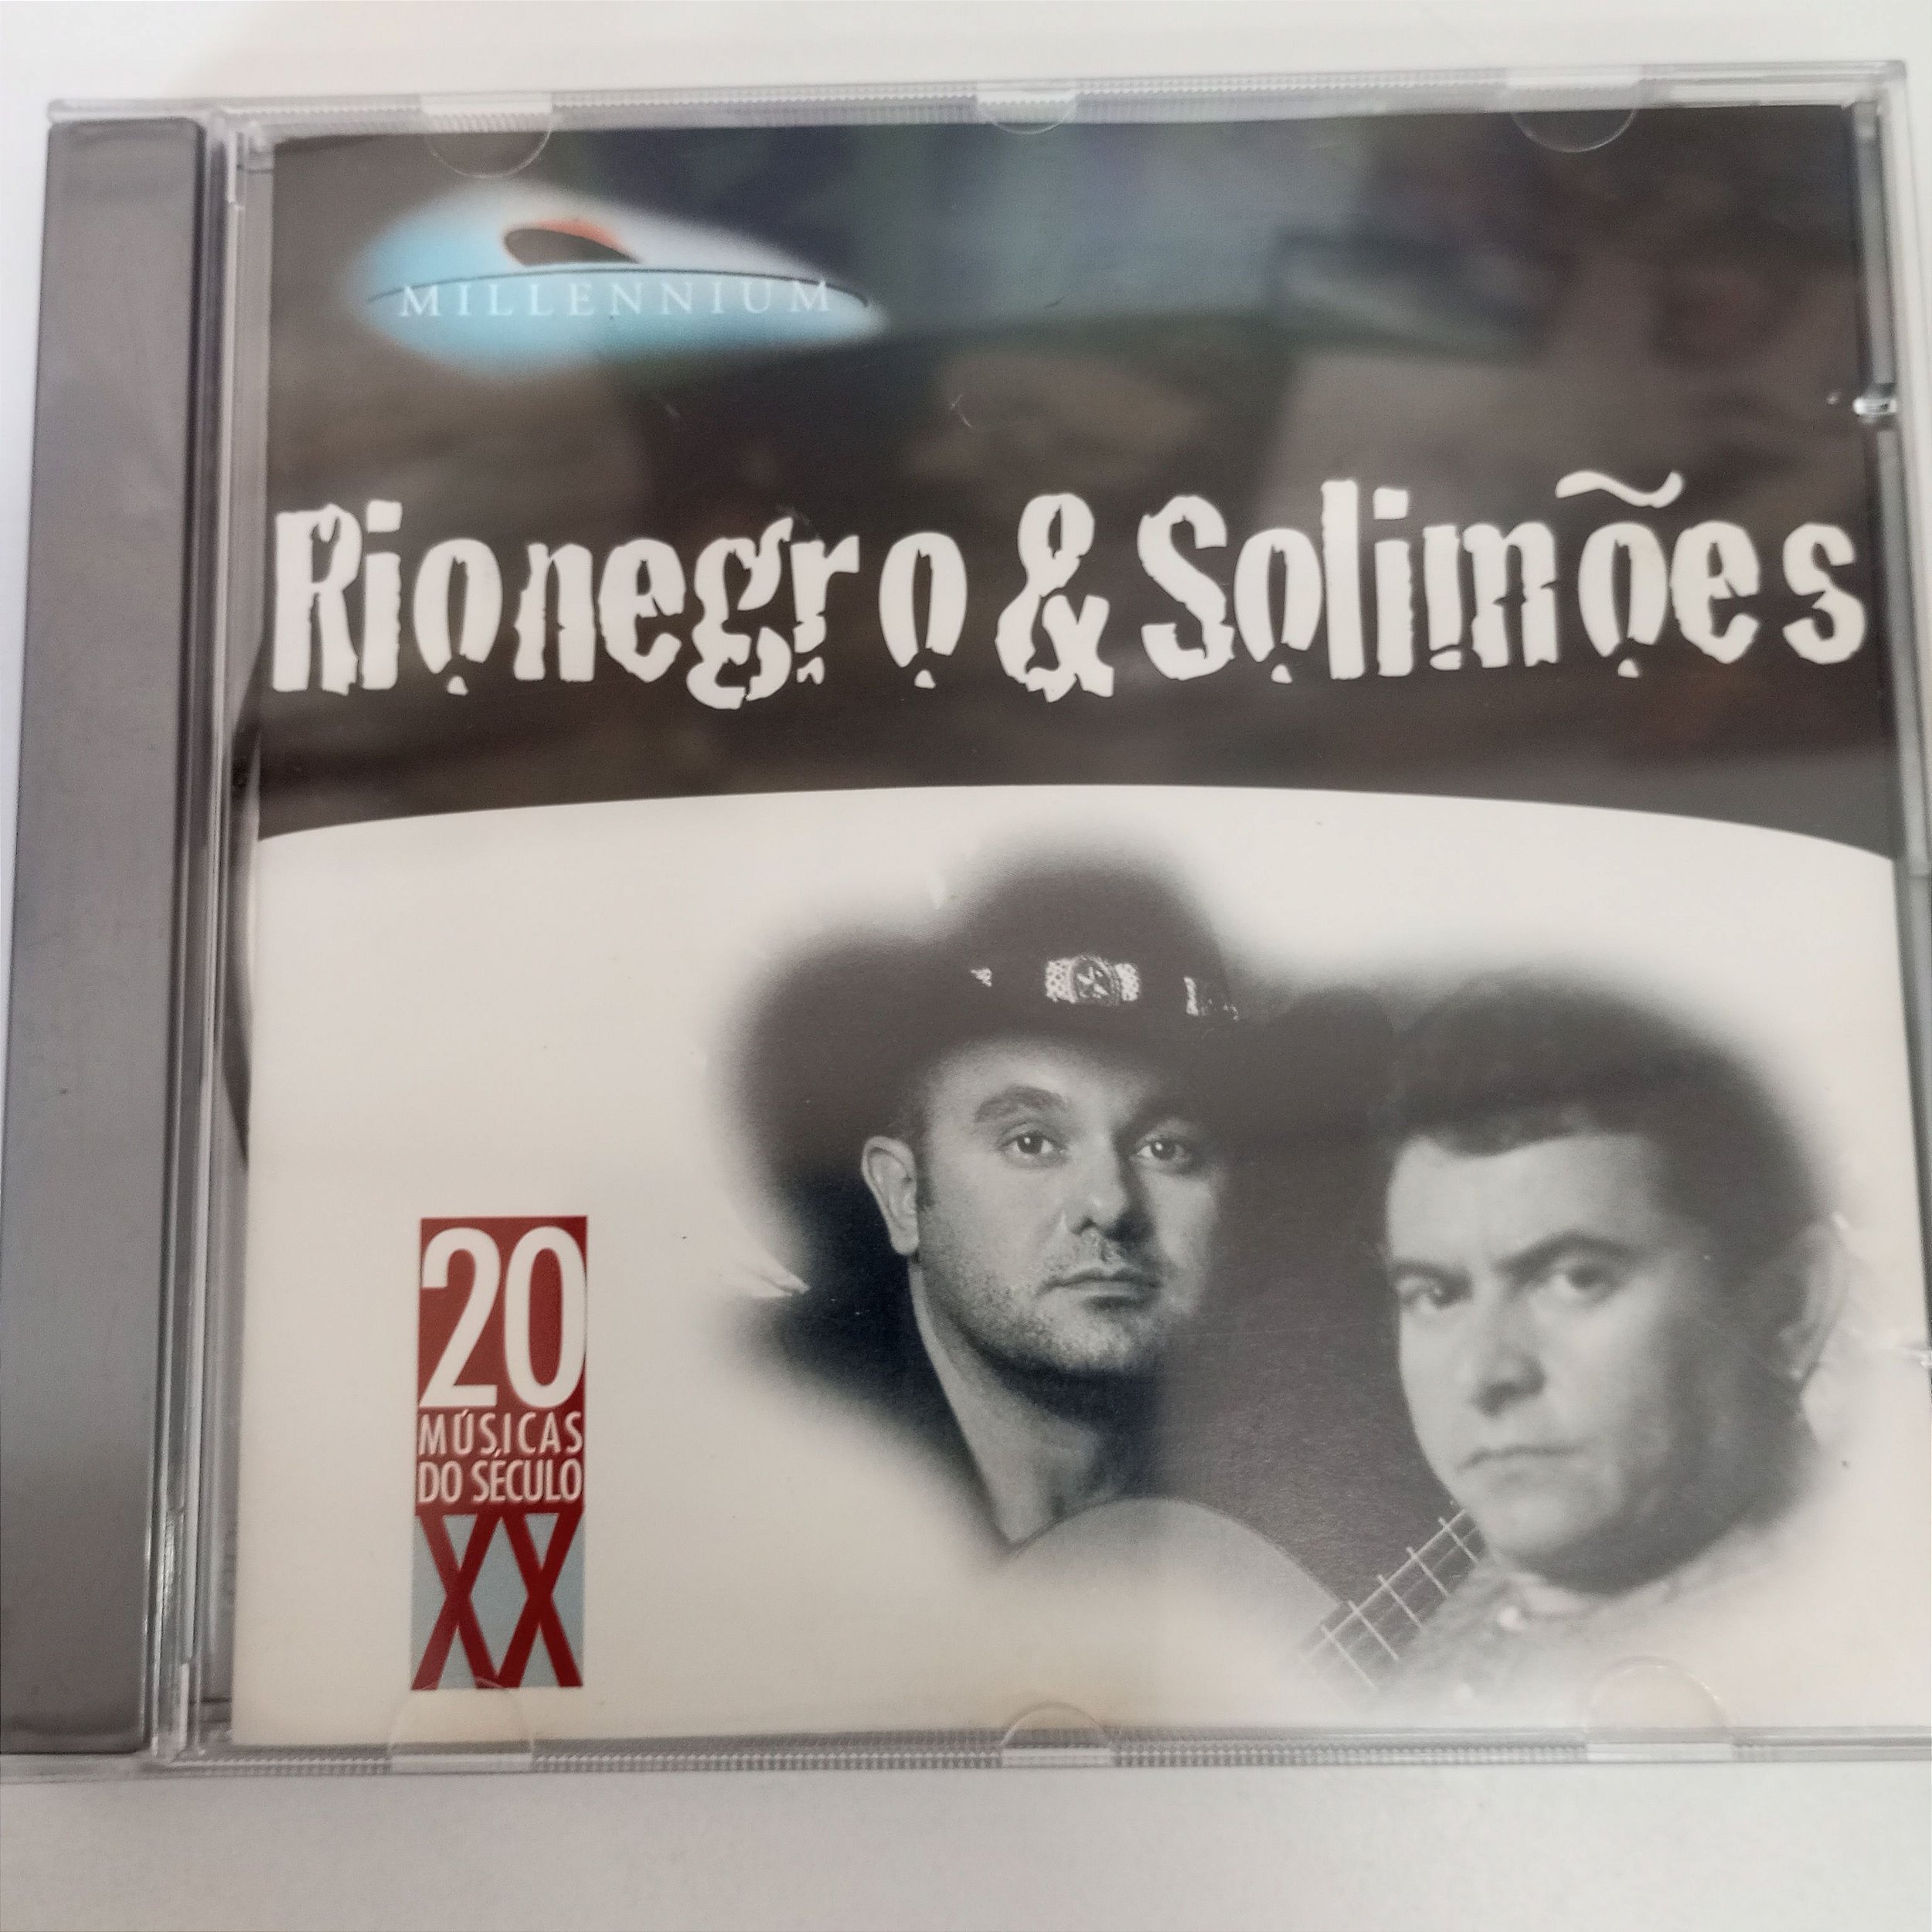 MILLENNIUM
Rionegro & Solimões
20
MÚSICAS
DO SÉCULO
XX